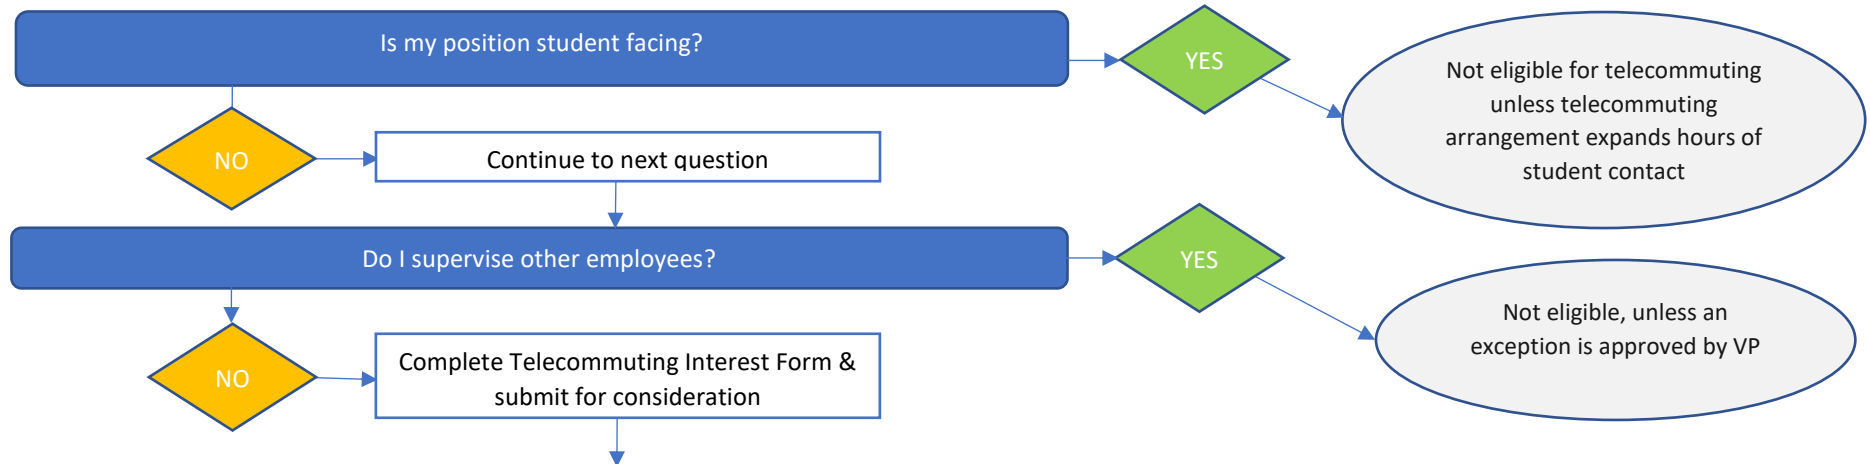 Is my position student facing?
YES
Not eligible for telecommuting
unless telecommuting
arrangement expands hours of
student contact
NO
Continue to next question
Do I supervise other employees?
YES
Not eligible, unless an
exception is approved by VP
NO
Complete Telecommuting Interest Form &
submit for consideration